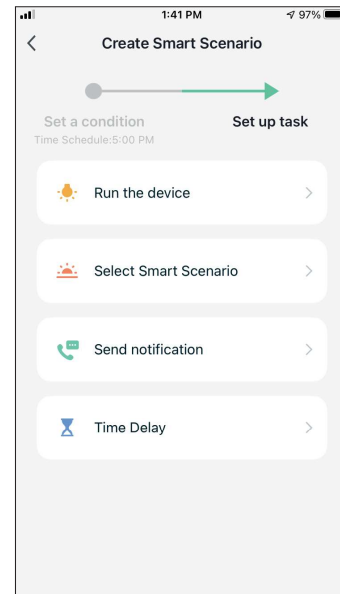 1:41 PM
97%
Create Smart Scenario
Set a condition
Set up task
Time Schedule:5:00 PM
Run the device
Select Smart Scenario
Send notification
Time Delay